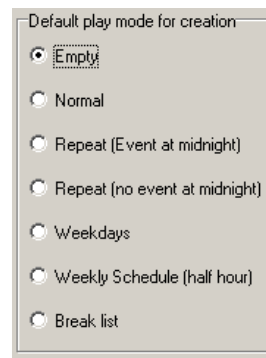 Default play mode for creation
Empty
Normal
Repeat (Event at midnight)
Repeat (no event at midnight)
Weekdays
Weekly Schedule (half hour)
Break list